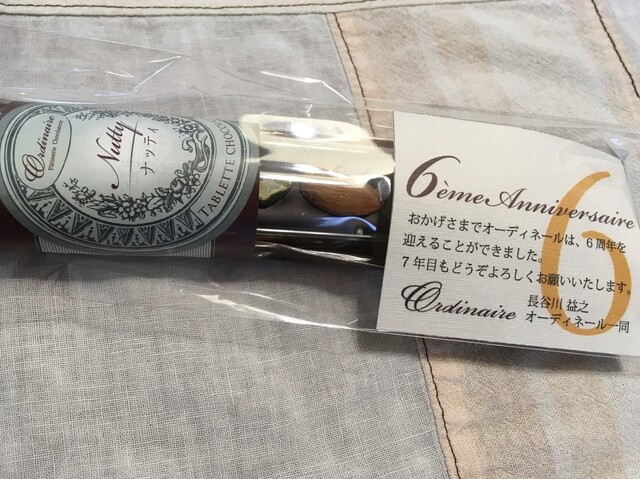 Ordinaire
Pâtisserie Chocolaterie
Nutty
ナッティ
TABLETTE CHOCO
6ème Anniversaire
6
おかげさまでオーディネールは、6周年を
迎えることができました。
7年目もどうぞよろしくお願いいたします。
Ordinaire
長谷川 益之
オーディネール一同